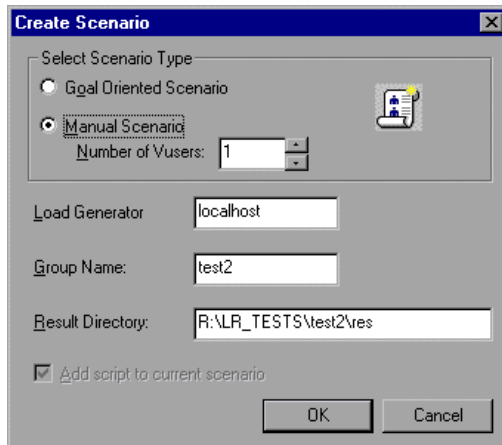 Create Scenario
Select Scenario Type
Goal Oriented Scenario
Manual Scenario
Number of Vusers: 1
Load Generator localhost
Group Name: test2
Result Directory: R:\LR_TESTS\test2\res
Add script to current scenario
OK Cancel